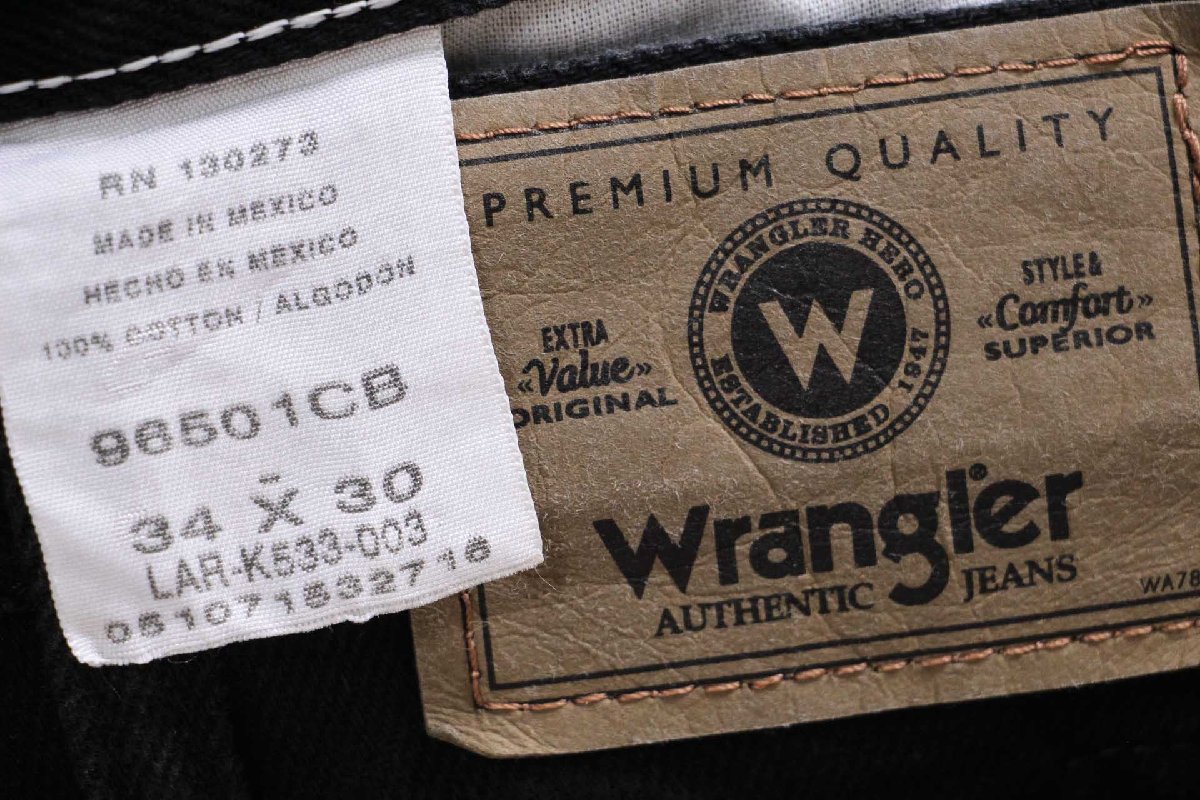 RN 130273
MADE IN MEXICO
HECHO EN MEXICO
100% COTTON / ALGODON
96501CB
34 X 30
LAR-K533-003
051071532716
PREMIUM QUALITY
WRANGLER HERO
ESTABLISHED 1947
W
EXTRA
«Value»
ORIGINAL
STYLE &
«Comfort»
SUPERIOR
Wrangler®
AUTHENTIC JEANS
WA78